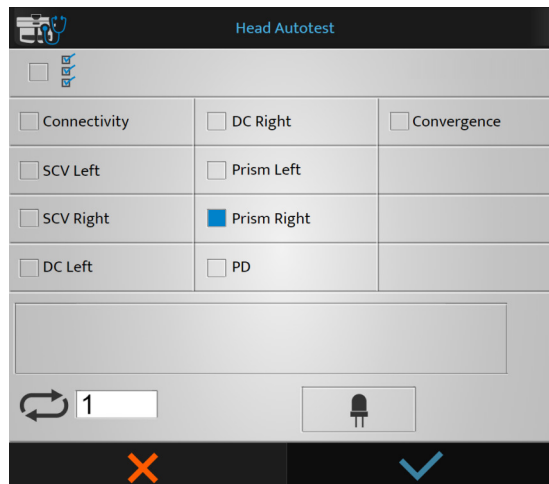 Head Autotest
Connectivity
DC Right
Convergence
SCV Left
Prism Left
SCV Right
Prism Right
DC Left
PD
1